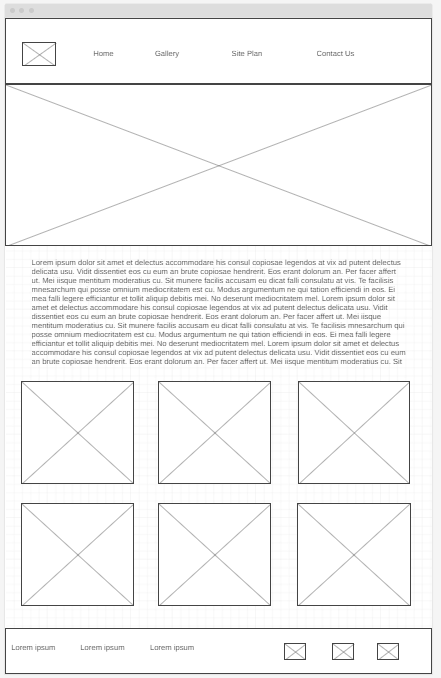 Home Gallery Site Plan Contact Us
Lorem ipsum dolor sit amet et delectus accommodare his consul copiosae legendos at vix ad putent delectus
delicata usu. Vidit dissentiet eos cu eum an brute copiosae hendrerit. Eos erant dolorum an. Per facer affert
ut. Mei iisque mentitum moderatius cu. Sit munere facilis accusam eu dicat falli consulatu at vis. Te facilisis
mnesarchum qui posse omnium mediocritatem est cu. Modus argumentum ne qui tation efficiendi in eos. Ei
mea falli legere efficiantur et tollit aliquip debitis mei. No deserunt mediocritatem mel. Lorem ipsum dolor sit
amet et delectus accommodare his consul copiosae legendos at vix ad putent delectus delicata usu. Vidit
dissentiet eos cu eum an brute copiosae hendrerit. Eos erant dolorum an. Per facer affert ut. Mei iisque
mentitum moderatius cu. Sit munere facilis accusam eu dicat falli consulatu at vis. Te facilisis mnesarchum qui
posse omnium mediocritatem est cu. Modus argumentum ne qui tation efficiendi in eos. Ei mea falli legere
efficiantur et tollit aliquip debitis mei. No deserunt mediocritatem mel. Lorem ipsum dolor sit amet et delectus
accommodare his consul copiosae legendos at vix ad putent delectus delicata usu. Vidit dissentiet eos cu eum
an brute copiosae hendrerit. Eos erant dolorum an. Per facer affert ut. Mei iisque mentitum moderatius cu. Sit
Lorem ipsum Lorem ipsum Lorem ipsum